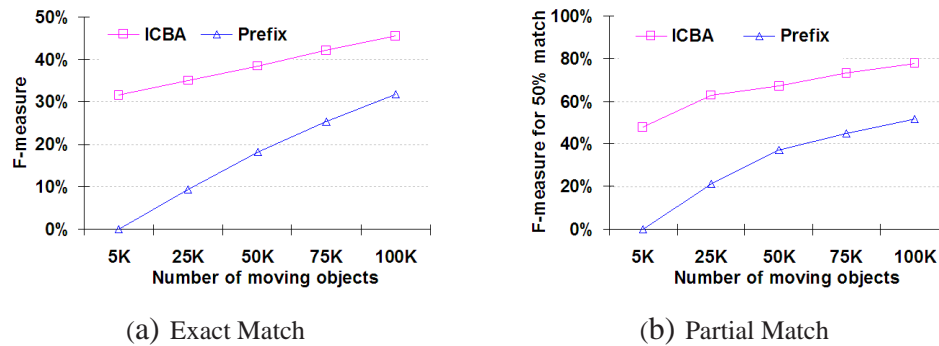 50%
40%
30%
20%
10%
0%
F-measure
ICBA
Prefix
5K 25K 50K 75K 100K
Number of moving objects
(a) Exact Match
100%
80%
60%
40%
20%
0%
F-measure for 50% match
ICBA
Prefix
5K 25K 50K 75K 100K
Number of moving objects
(b) Partial Match